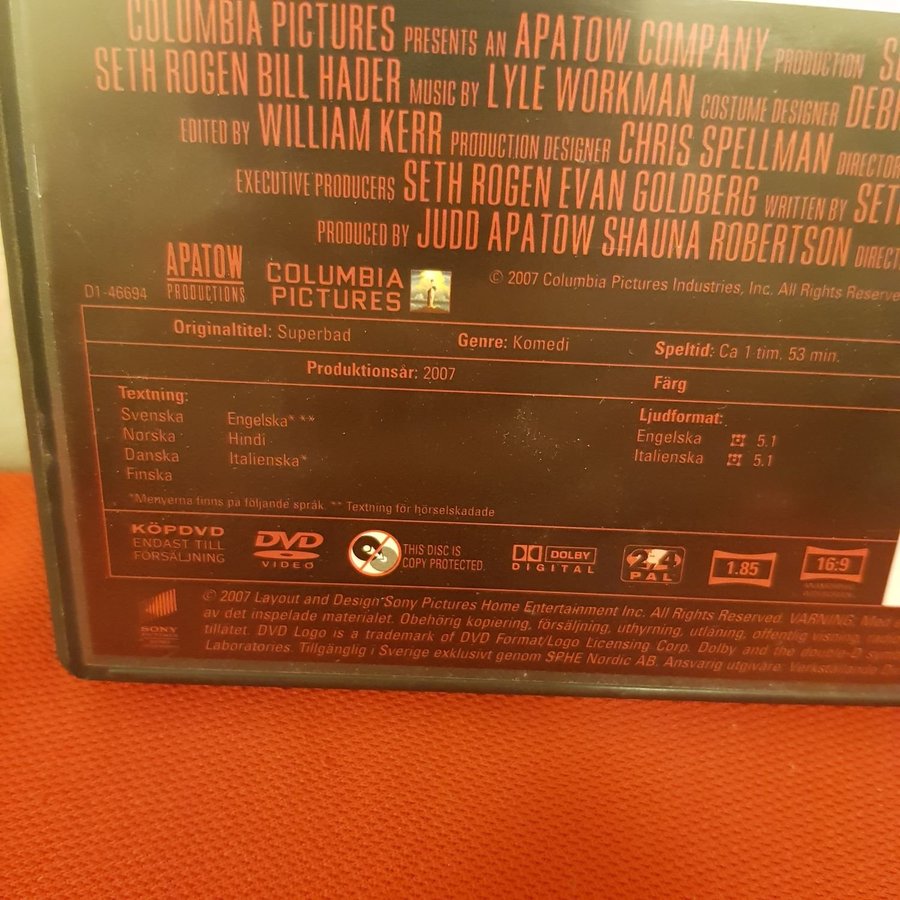 COLUMBIA PICTURES PRESENTS AN APATOW COMPANY PRODUCTION
SETH ROGEN BILL HADER MUSIC BY LYLE WORKMAN COSTUME DESIGNER
EDITED BY WILLIAM KERR PRODUCTION DESIGNER CHRIS SPELLMAN
EXECUTIVE PRODUCERS SETH ROGEN EVAN GOLDBERG WRITTEN BY
PRODUCED BY JUDD APATOW SHAUNA ROBERTSON
D1-46694
APATOW
PRODUCTIONS
COLUMBIA
PICTURES
© 2007 Columbia Pictures Industries, Inc. All Rights
Originaltitel: Superbad
Genre: Komedi
Speltid: Ca 1 tim. 53 min.
Produktionsår: 2007
Färg
Textning:
Svenska
Norska
Danska
Finska
Engelska* **
Hindi
Italienska*
Ljudformat:
Engelska 5.1
Italienska 5.1
*Menyerna finns på följande språk. ** Textning för hörselskadade
KÖPDVD
ENDAST TILL
FÖRSÄLJNING
DVD
VIDEO
THIS DISC IS
COPY PROTECTED.
DOLBY
DIGITAL
2 4
PAL
1.85
16:9
SONY
© 2007 Layout and Design Sony Pictures Home Entertainment Inc. All Rights Reserved. VARNING:
av det inspelade materialet. Obehörig kopiering, försäljning, uthyrning, utlåning, offentlig visning,
tillåtet. DVD Logo is a trademark of DVD Format/Logo Licensing Corp. Dolby and the double-D
Laboratories. Tillgänglig i Sverige exklusivt genom SPHE Nordic AB. Ansvarig utgivare: